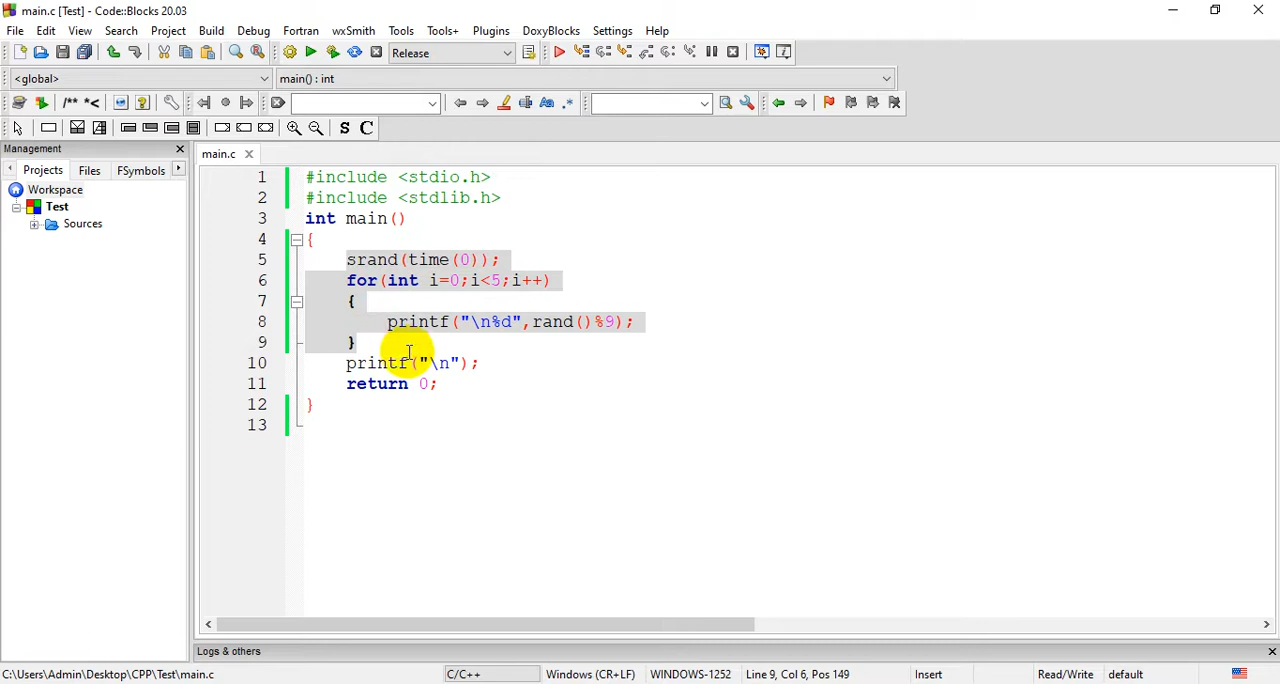 main.c [Test] - Code::Blocks 20.03
File Edit View Search Project Build Debug Fortran wxSmith Tools Tools+ Plugins DoxyBlocks Settings Help
Release
<global> main() : int
/** *<
S C
Management
main.c
Projects Files FSymbols
Workspace
Test
Sources
1 #include <stdio.h>
2 #include <stdlib.h>
3 int main()
4 {
5 srand(time(0));
6 for(int i=0;i<5;i++)
7 {
8 printf("\n%d",rand()%9);
9 }
10 printf("\n");
11 return 0;
12 }
13
Logs & others
C:\Users\Admin\Desktop\CPP\Test\main.c C/C++ Windows (CR+LF) WINDOWS-1252 Line 9, Col 6, Pos 149 Insert Read/Write default